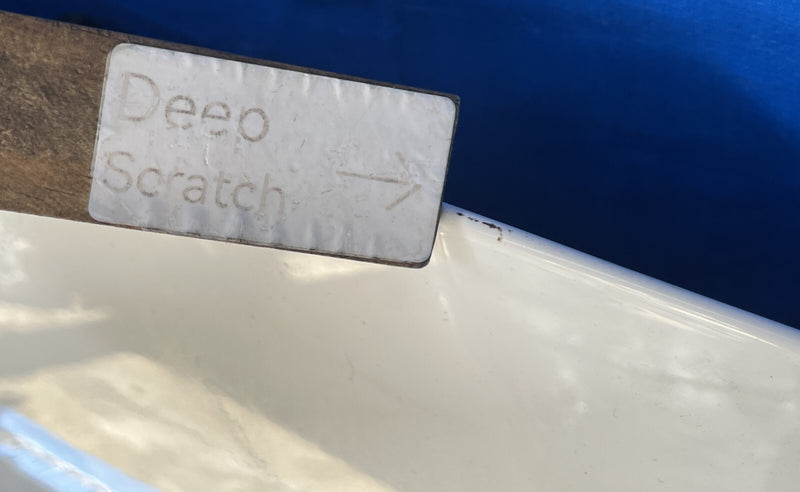 Deep
Scratch →